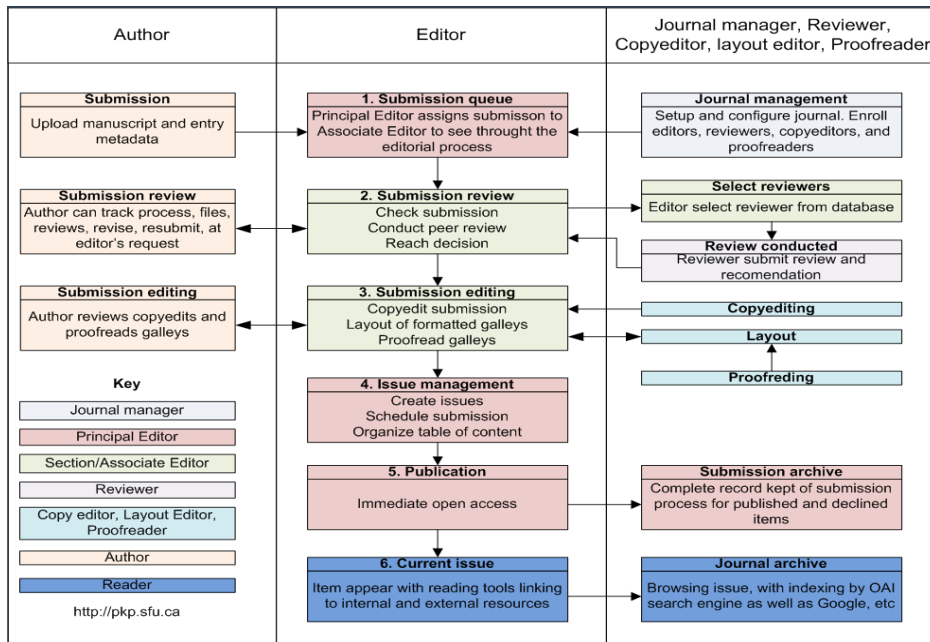 Author
Editor
Journal manager, Reviewer,
Copyeditor, layout editor, Proofreader
Submission
Upload manuscript and entry
metadata
1. Submission queue
Principal Editor assigns submisson to
Associate Editor to see throught the
editorial process
Journal management
Setup and configure journal. Enroll
editors, reviewers, copyeditors, and
proofreaders
Submission review
Author can track process, files,
reviews, revise, resubmit, at
editor's request
2. Submission review
Check submission
Conduct peer review
Reach decision
Select reviewers
Editor select reviewer from database
Review conducted
Reviewer submit review and
recomendation
Submission editing
Author reviews copyedits and
proofreads galleys
3. Submission editing
Copyedit submission
Layout of formatted galleys
Proofread galleys
Copyediting
Layout
Proofreding
Key
Journal manager
Principal Editor
Section/Associate Editor
Reviewer
Copy editor, Layout Editor,
Proofreader
Author
Reader
http://pkp.sfu.ca
4. Issue management
Create issues
Schedule submission
Organize table of content
5. Publication
Immediate open access
Submission archive
Complete record kept of submission
process for published and declined
items
6. Current issue
Item appear with reading tools linking
to internal and external resources
Journal archive
Browsing issue, with indexing by OAI
search engine as well as Google, etc